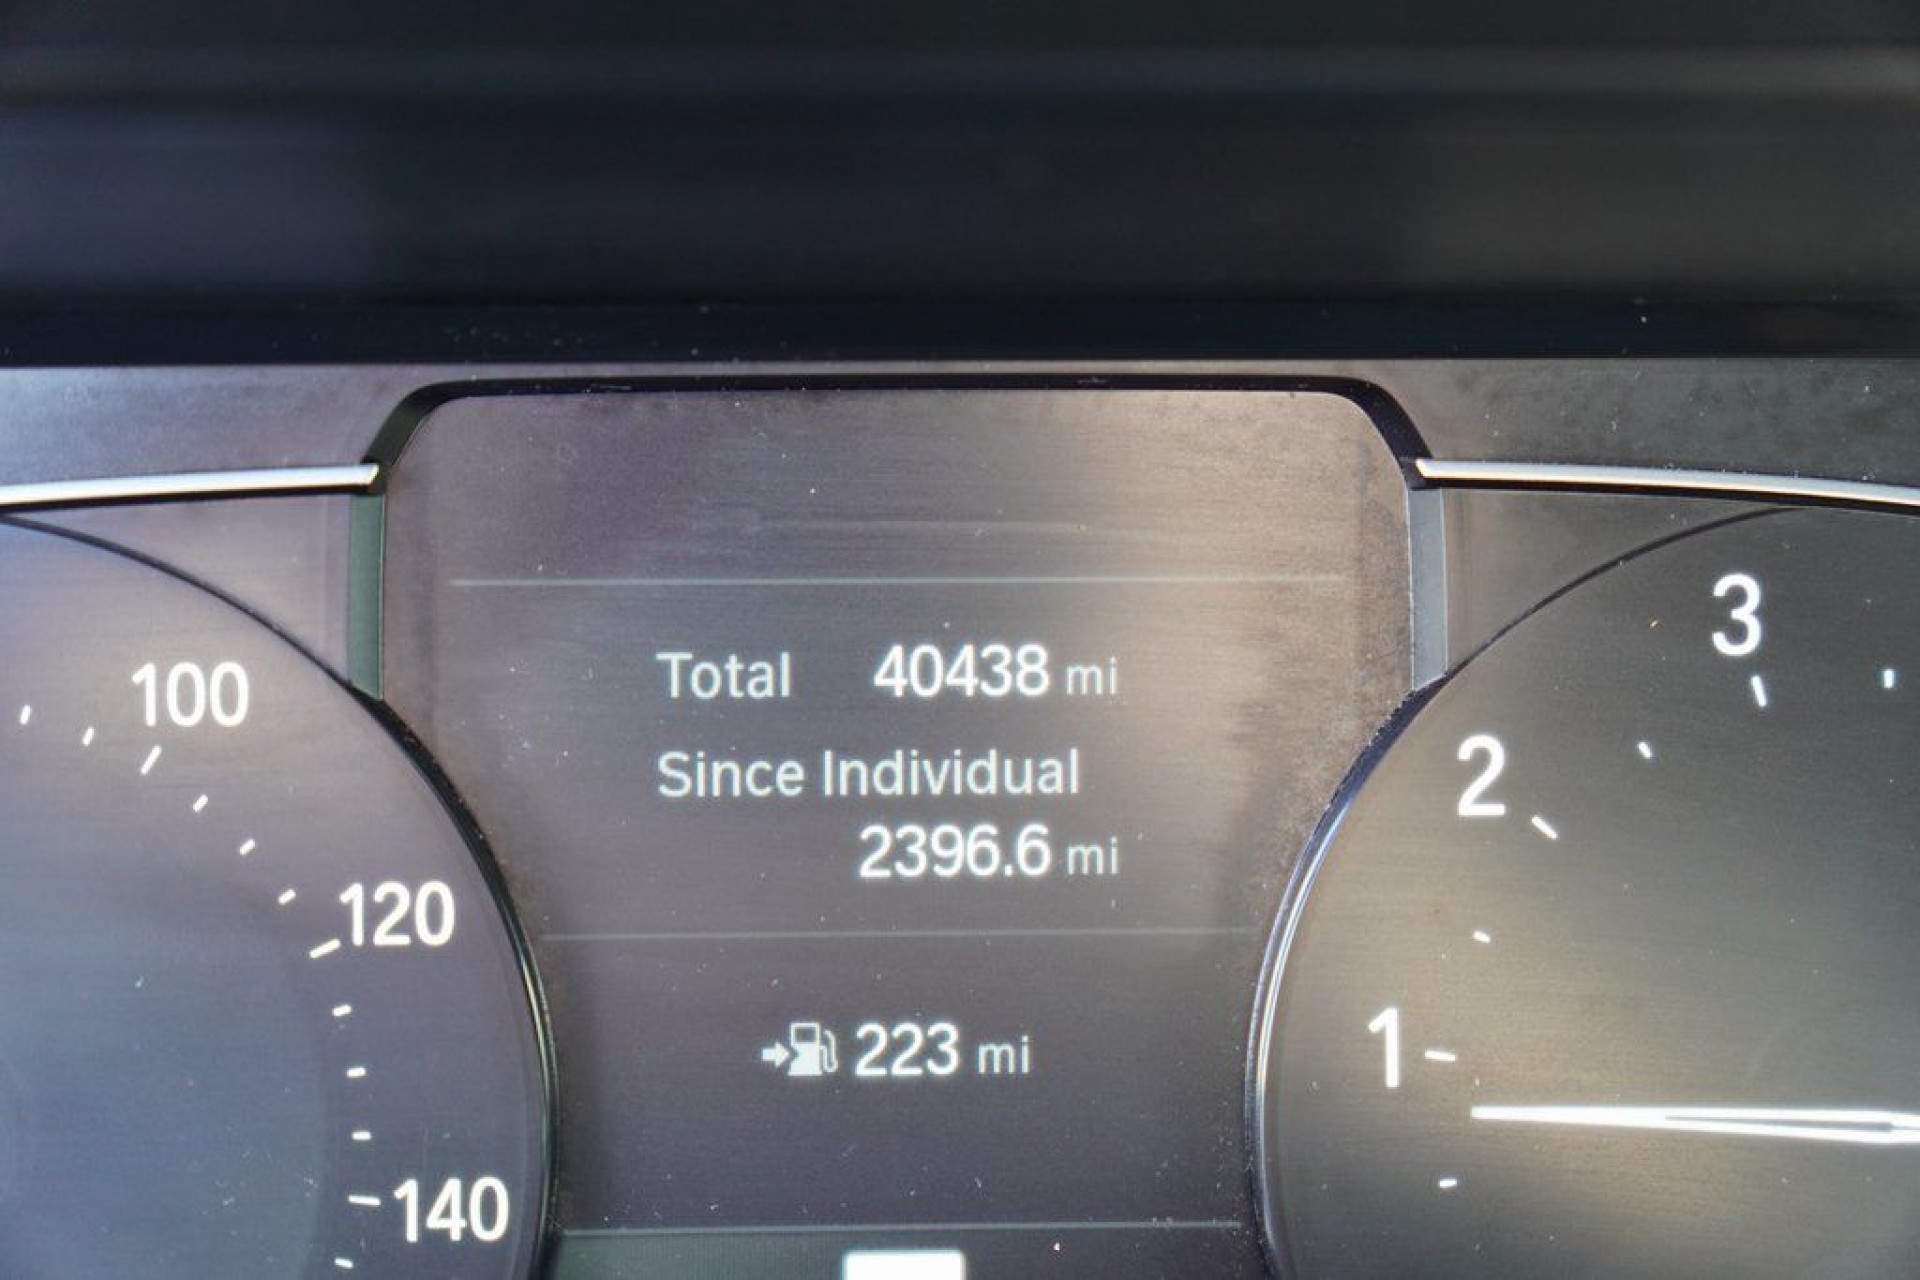 Total 40438 mi
Since Individual
2396.6 mi
223 mi
100
120
140
3
2
1